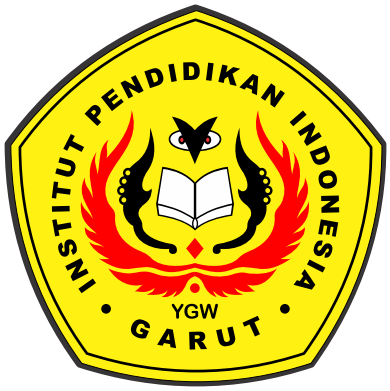 INSTITUT PENDIDIKAN INDONESIA
YGW
• GARUT •